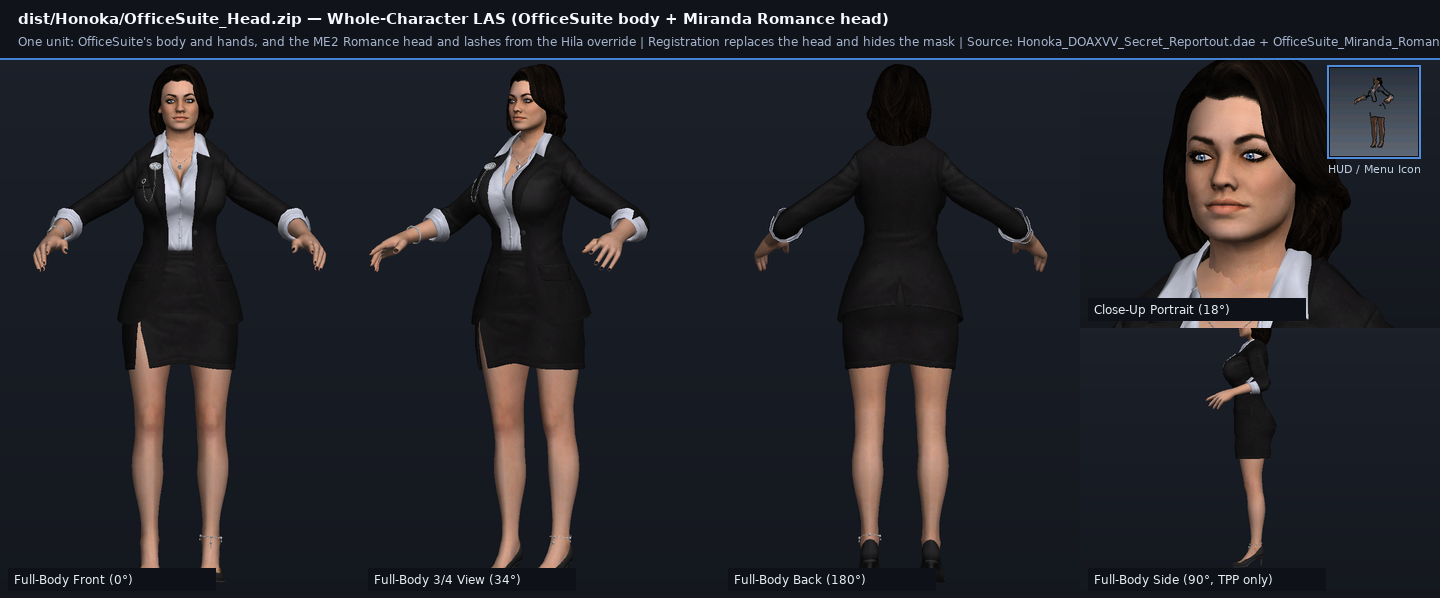 dist/Honoka/OfficeSuite_Head.zip — Whole-Character LAS (OfficeSuite body + Miranda Romance head)
One unit: OfficeSuite's body and hands, and the ME2 Romance head and lashes from the Hila override | Registration replaces the head and hides the mask | Source: Honoka_DOAXVV_Secret_Reportout.dae + OfficeSuite_Miranda_Roman
HUD / Menu Icon
Close-Up Portrait (18°)
Full-Body Front (0°)
Full-Body 3/4 View (34°)
Full-Body Back (180°)
Full-Body Side (90°, TPP only)